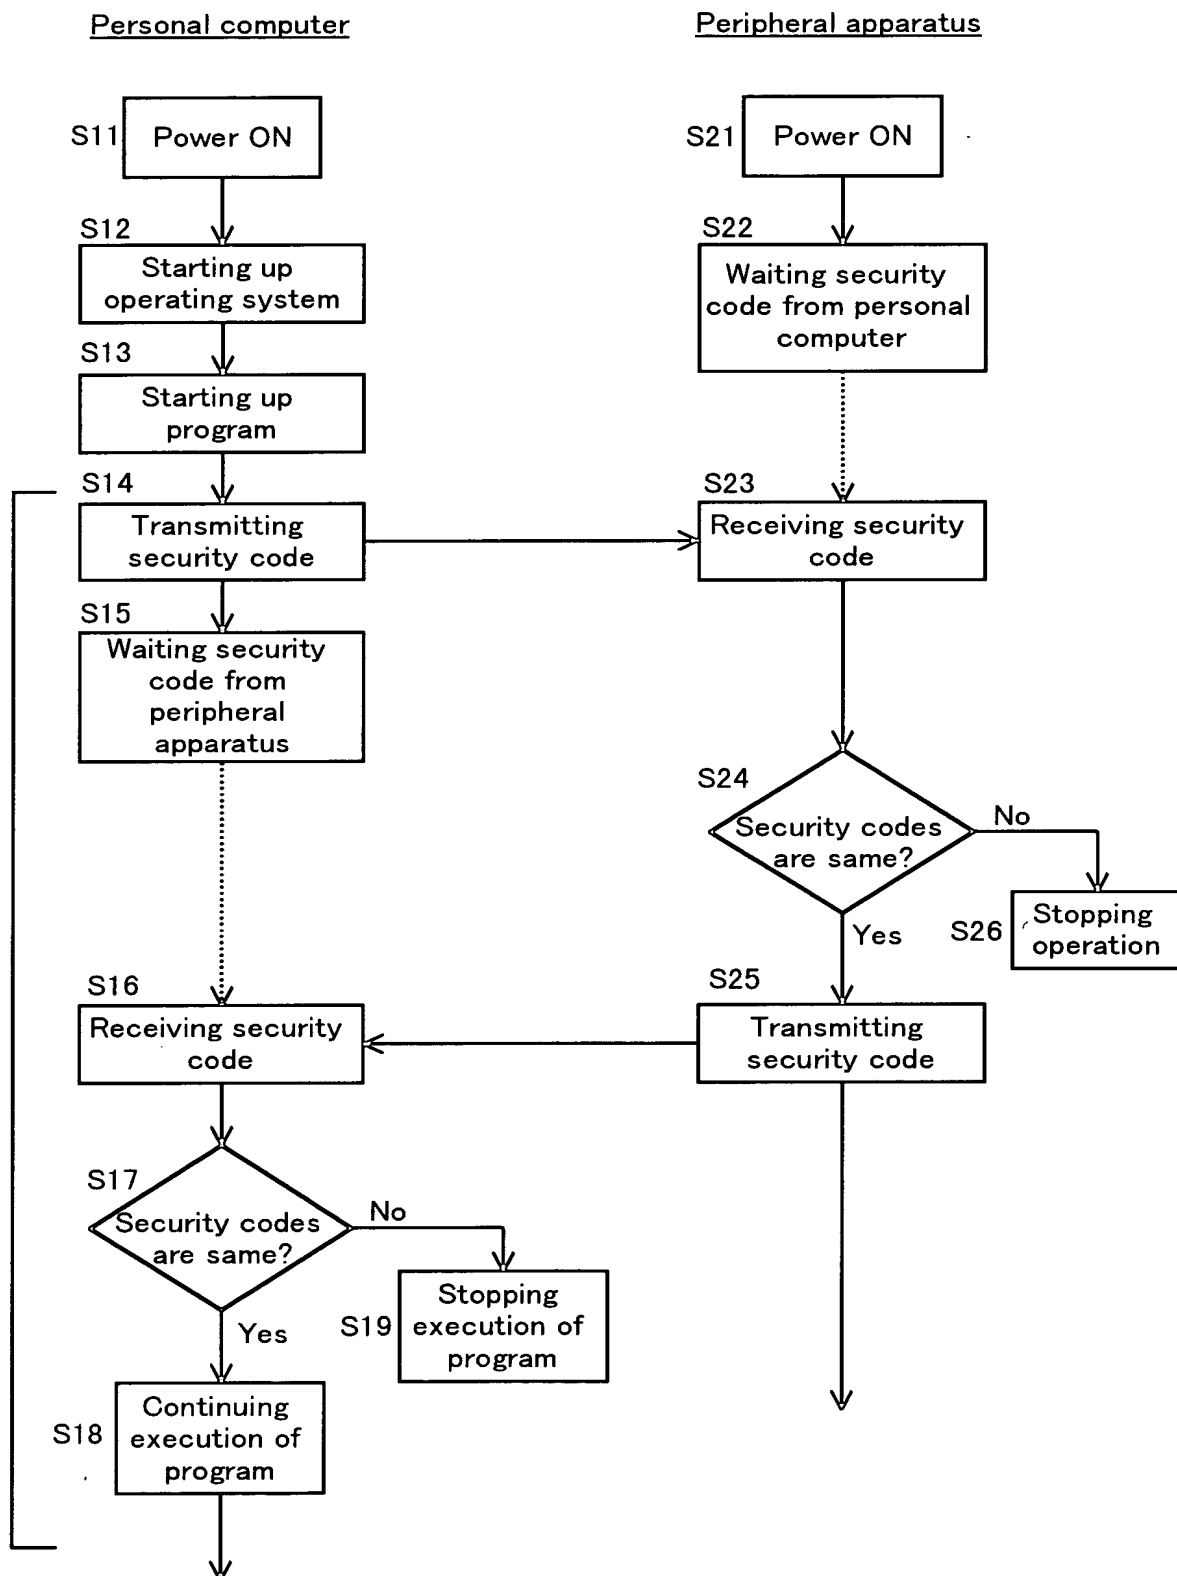 Personal computer
Peripheral apparatus
S11
Power ON
S21
Power ON
S12
Starting up
operating system
S22
Waiting security
code from personal
computer
S13
Starting up
program
S14
Transmitting
security code
S23
Receiving security
code
S15
Waiting security
code from
peripheral
apparatus
S24
Security codes
are same?
No
Yes
S26
Stopping
operation
S16
Receiving security
code
S25
Transmitting
security code
S17
Security codes
are same?
No
Yes
S19
Stopping
execution of
program
S18
Continuing
execution of
program